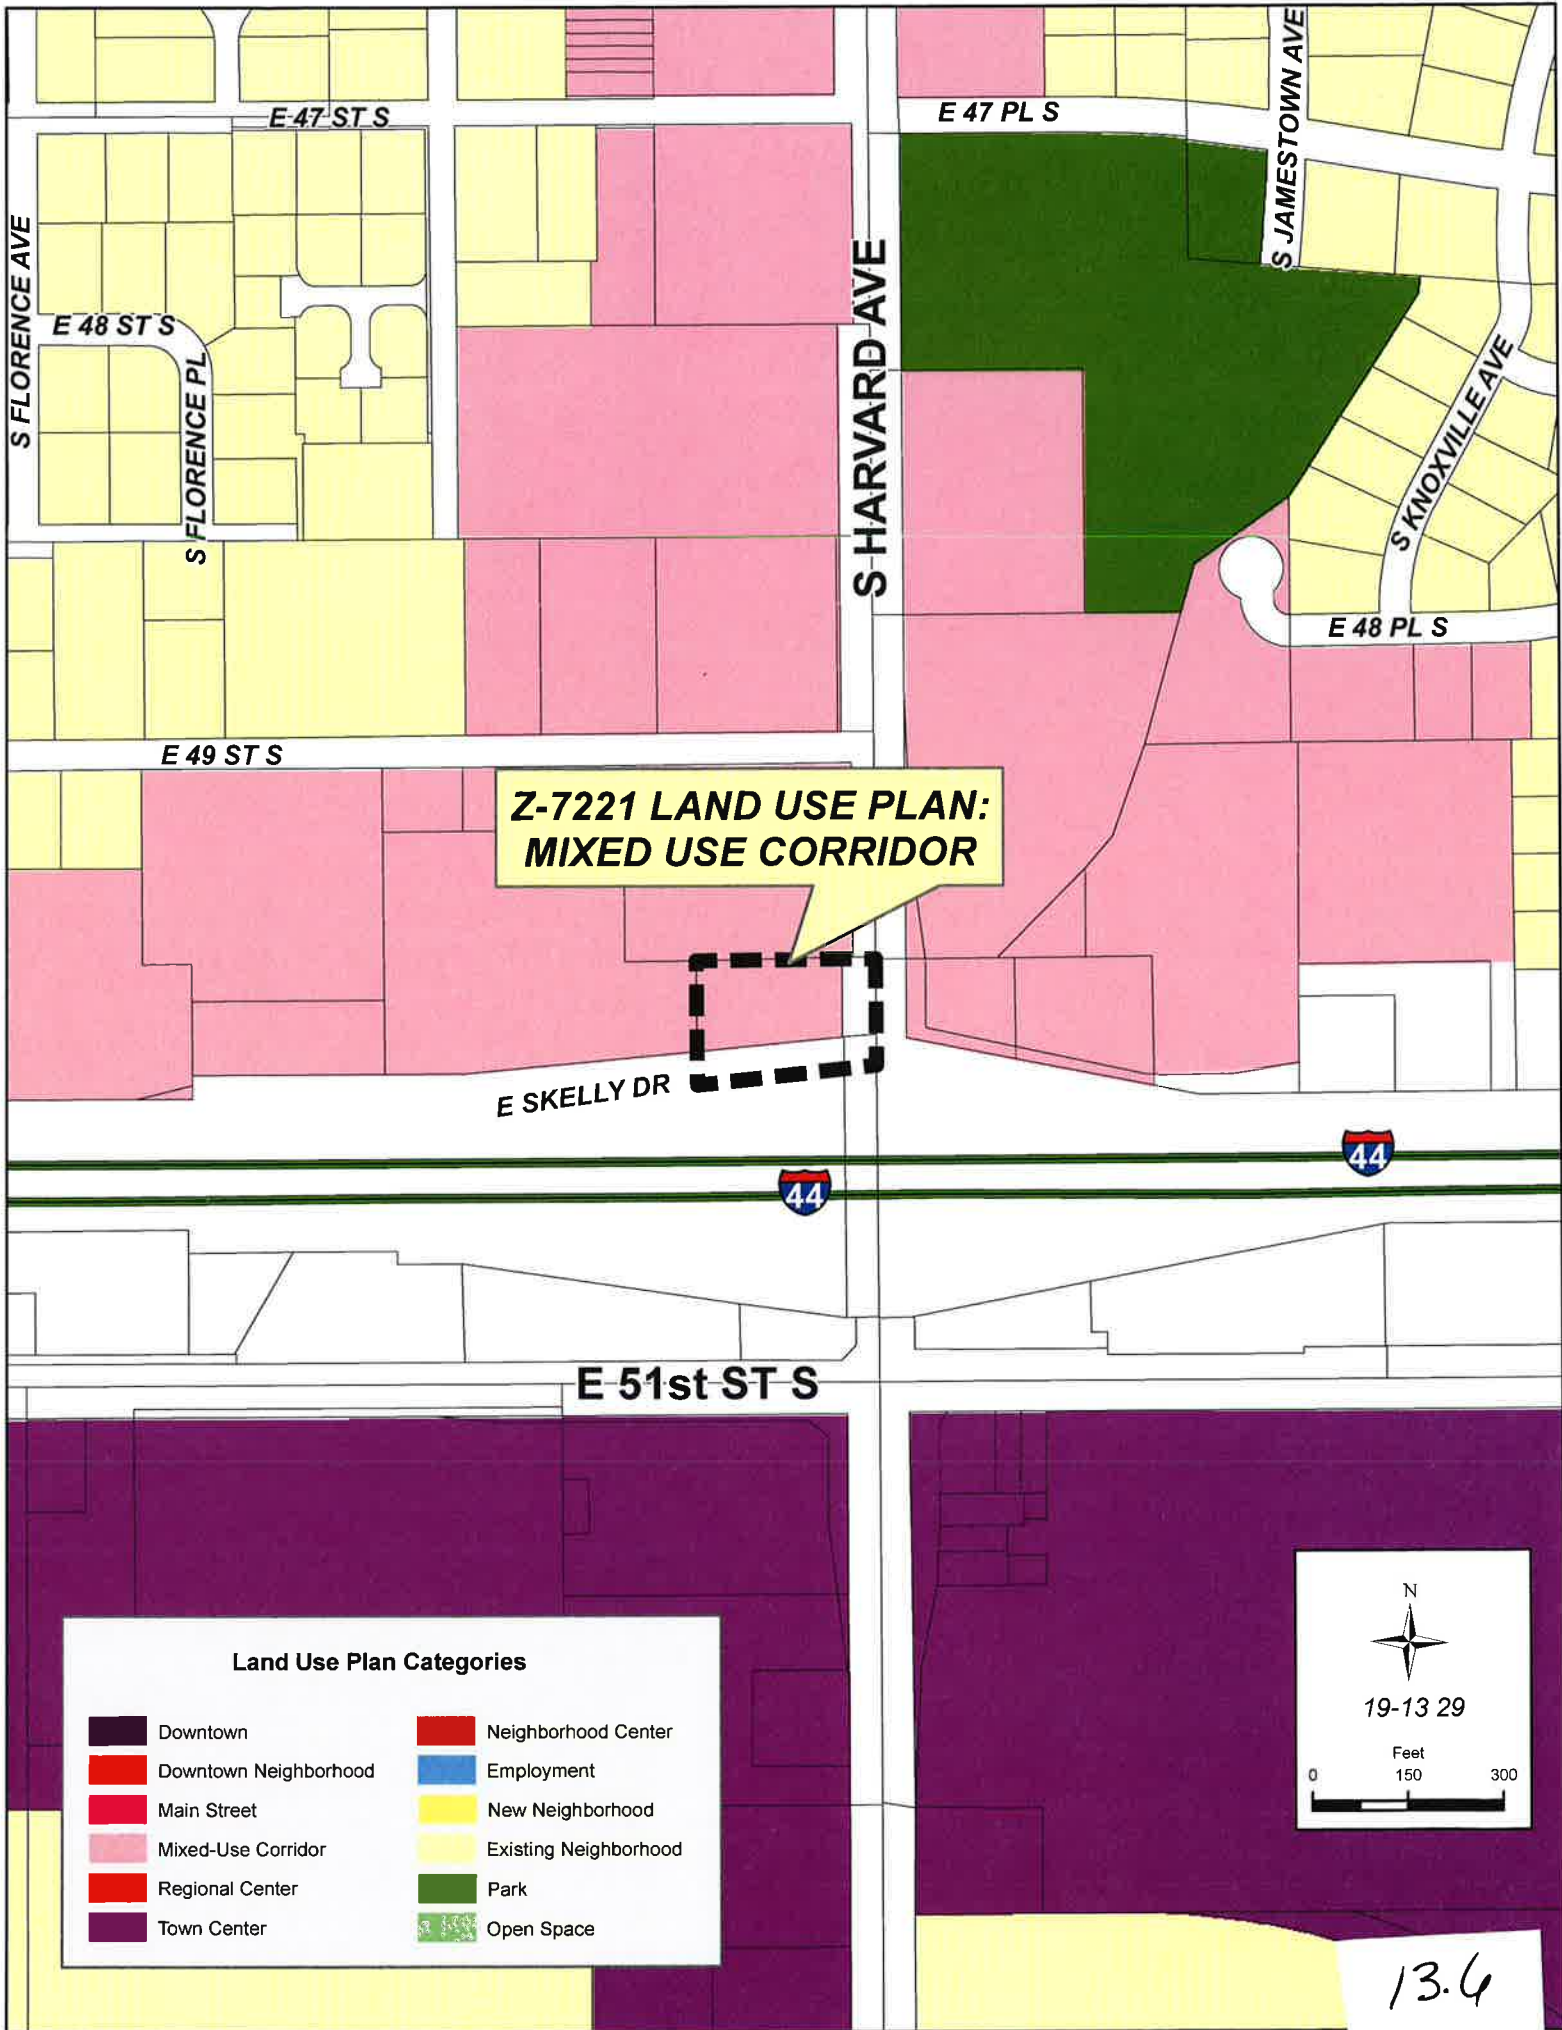 E 47 ST S
E 47 PL S
S JAMESTOWN AVE
S FLORENCE AVE
E 48 ST S
S FLORENCE PL
S HARVARD AVE
S KNOXVILLE AVE
E 48 PL S
E 49 ST S
Z-7221 LAND USE PLAN:
MIXED USE CORRIDOR
E SKELLY DR
44
44
E 51st ST S
Land Use Plan Categories
Downtown
Downtown Neighborhood
Main Street
Mixed-Use Corridor
Regional Center
Town Center
Neighborhood Center
Employment
New Neighborhood
Existing Neighborhood
Park
Open Space
N
19-13 29
Feet
0 150 300
13.6